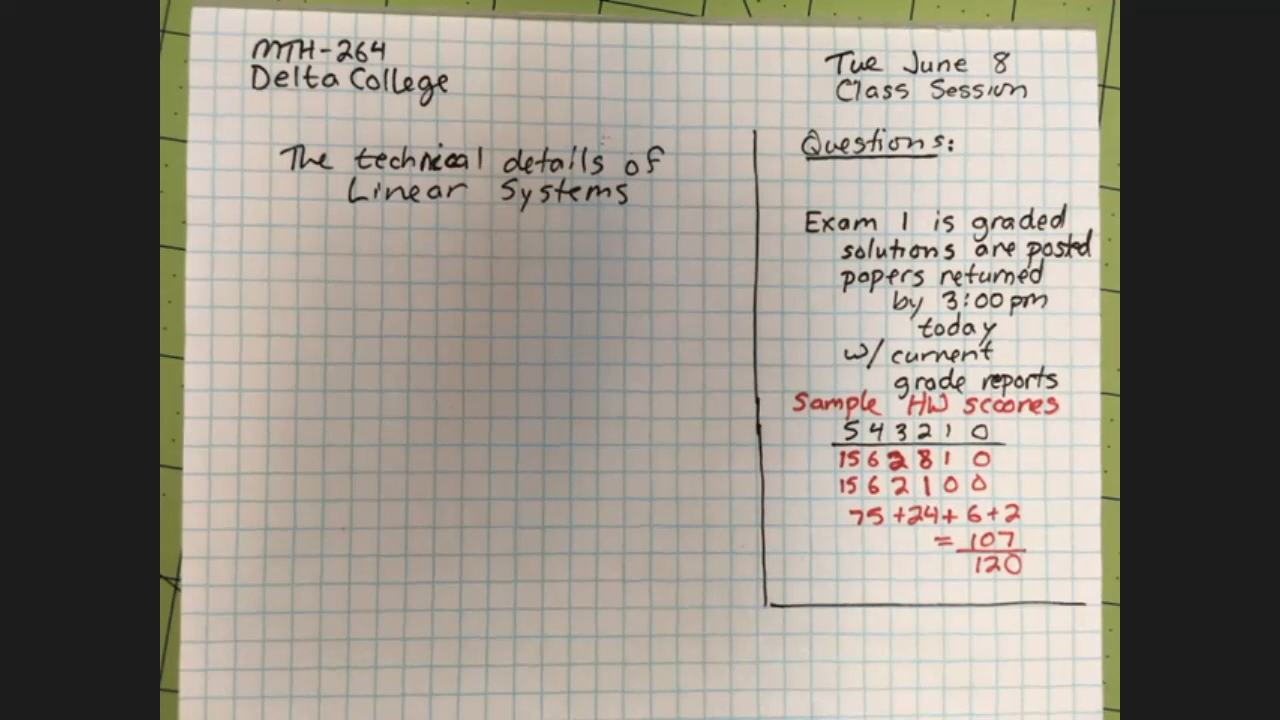 MTH-264
Delta College
Tue June 8
Class Session
The technical details of
Linear Systems
Questions:
Exam 1 is graded
solutions are posted
papers returned
by 3:00pm
today
w/ current
grade reports
Sample HW scoores
5 4 3 2 1 0
15 6 2 8 1 0
15 6 2 1 0 0
75 +24+ 6+2
= 107
120